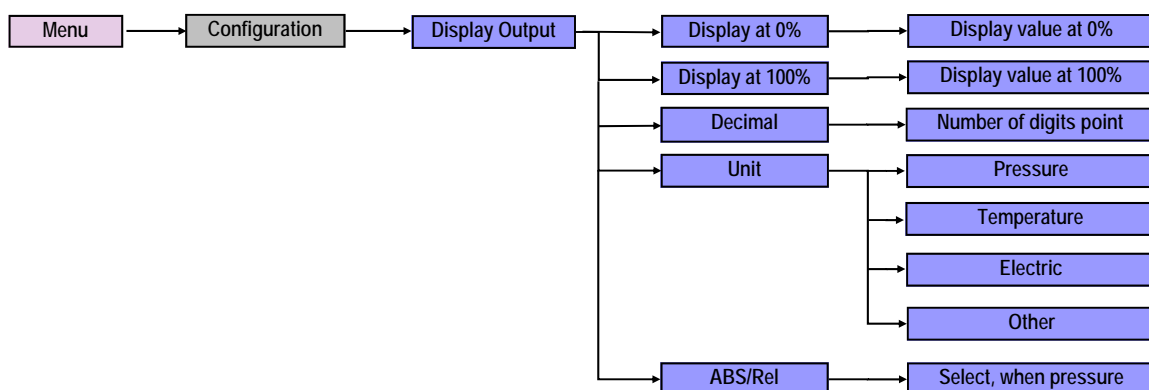 Menu
Configuration
Display Output
Display at 0%
Display value at 0%
Display at 100%
Display value at 100%
Decimal
Number of digits point
Unit
Pressure
Temperature
Electric
Other
ABS/Rel
Select, when pressure